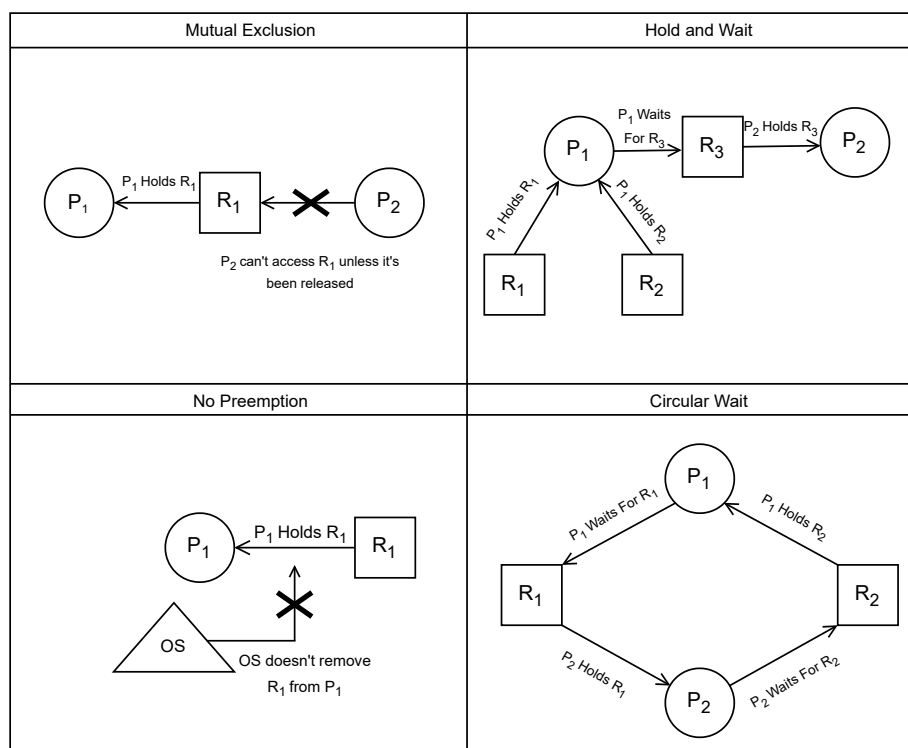 Mutual Exclusion
P₁
P₁ Holds R₁
R₁
P₂
P₂ can't access R₁ unless it's
been released
Hold and Wait
P₁
P₁ Waits
For R₃
R₃
P₂ Holds R₃
P₂
P₁ Holds R₁
P₁ Holds R₂
R₁
R₂
No Preemption
P₁
P₁ Holds R₁
R₁
OS
OS doesn't remove
R₁ from P₁
Circular Wait
P₁
P₁ Waits For R₁
P₁ Holds R₂
R₁
R₂
P₂ Holds R₁
P₂
P₂ Waits For R₂